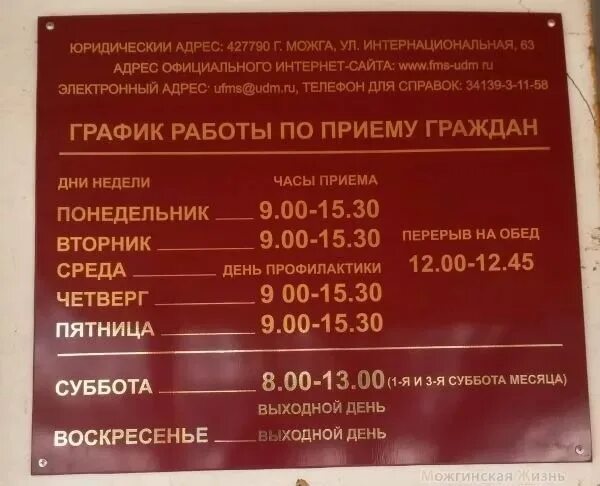 ЮРИДИЧЕСКИЙ АДРЕС: 427790 Г. МОЖГА, УЛ. ИНТЕРНАЦИОНАЛЬНАЯ, 63
АДРЕС ОФИЦИАЛЬНОГО ИНТЕРНЕТ-САЙТА: www.fms-udm ru
ЭЛЕКТРОННЫЙ АДРЕС: ufms@udm.ru, ТЕЛЕФОН ДЛЯ СПРАВОК: 34139-3-11-58
ГРАФИК РАБОТЫ ПО ПРИЕМУ ГРАЖДАН
ДНИ НЕДЕЛИ ЧАСЫ ПРИЕМА
ПОНЕДЕЛЬНИК 9.00-15.30
ВТОРНИК 9.00-15.30 ПЕРЕРЫВ НА ОБЕД
СРЕДА ДЕНЬ ПРОФИЛАКТИКИ 12.00-12.45
ЧЕТВЕРГ 9 00-15.30
ПЯТНИЦА 9.00-15.30
СУББОТА 8.00-13.00 (1-Я И 3-Я СУББОТА МЕСЯЦА)
ВЫХОДНОЙ ДЕНЬ
ВОСКРЕСЕНЬЕ ВЫХОДНОЙ ДЕНЬ
Можгинская Жизнь